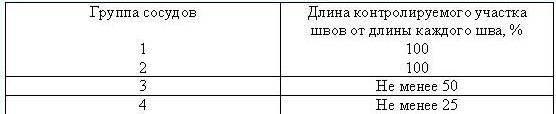 Группа сосудов Длина контролируемого участка
швов от длины каждого шва, %
1 100
2 100
3 Не менее 50
4 Не менее 25